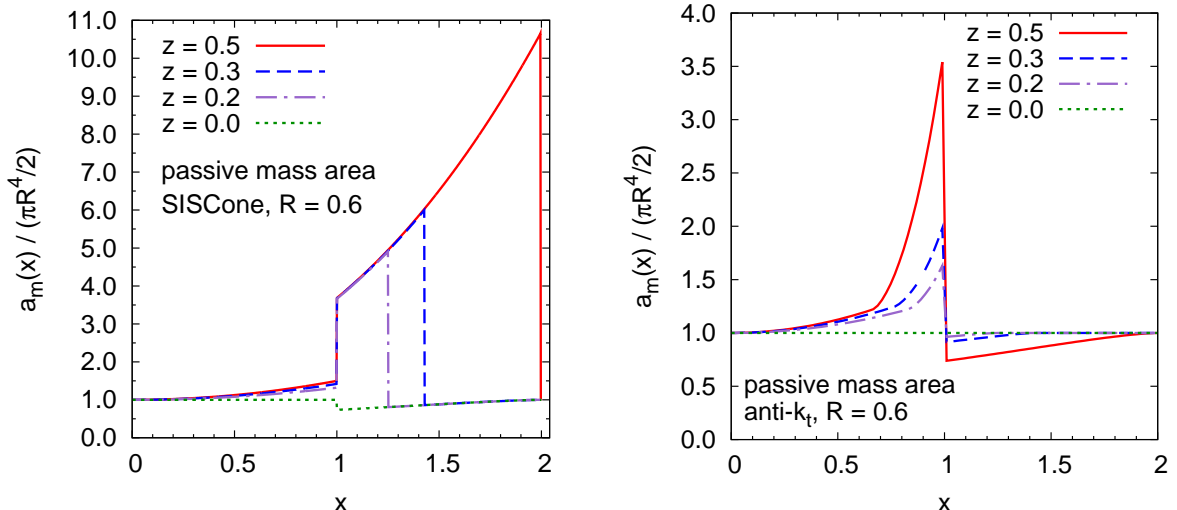 11.0
10.0
9.0
8.0
7.0
6.0
5.0
4.0
3.0
2.0
1.0
0.0
a_m(x) / (πR^4/2)
z = 0.5
z = 0.3
z = 0.2
z = 0.0
passive mass area
SISCone, R = 0.6
0 0.5 1 1.5 2
x
4.0
3.5
3.0
2.5
2.0
1.5
1.0
0.5
0.0
a_m(x) / (πR^4/2)
z = 0.5
z = 0.3
z = 0.2
z = 0.0
passive mass area
anti-k_t, R = 0.6
0 0.5 1 1.5 2
x